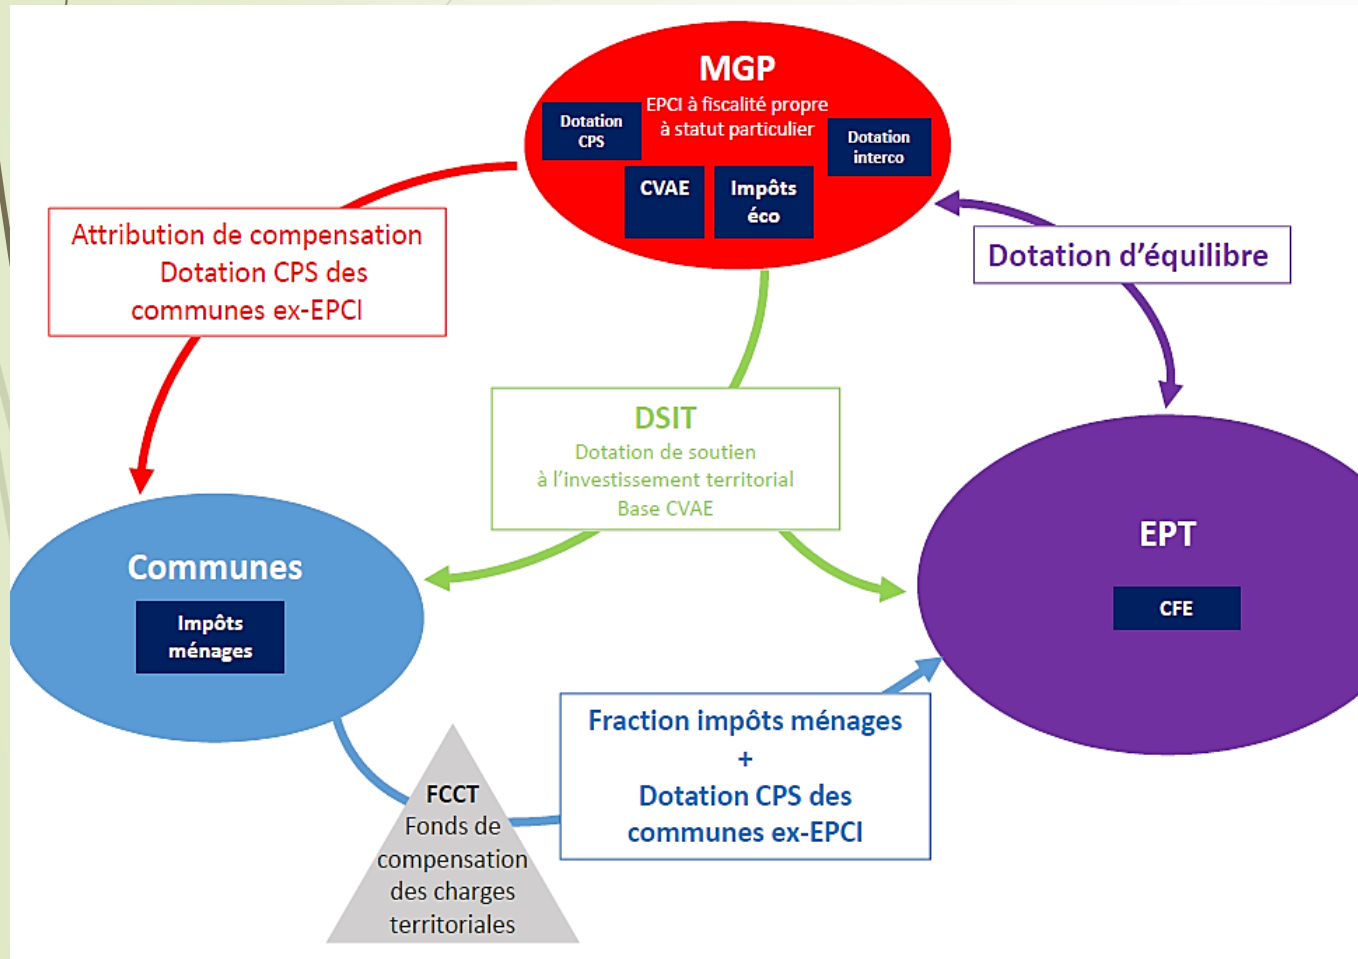 MGP
EPCI à fiscalité propre
à statut particulier
Dotation
CPS
Dotation
interco
CVAE
Impôts
éco
Attribution de compensation
Dotation CPS des
communes ex-EPCI
Dotation d’équilibre
DSIT
Dotation de soutien
à l’investissement territorial
Base CVAE
Communes
Impôts
ménages
EPT
CFE
Fraction impôts ménages
+
Dotation CPS des
communes ex-EPCI
FCCT
Fonds de
compensation
des charges
territoriales